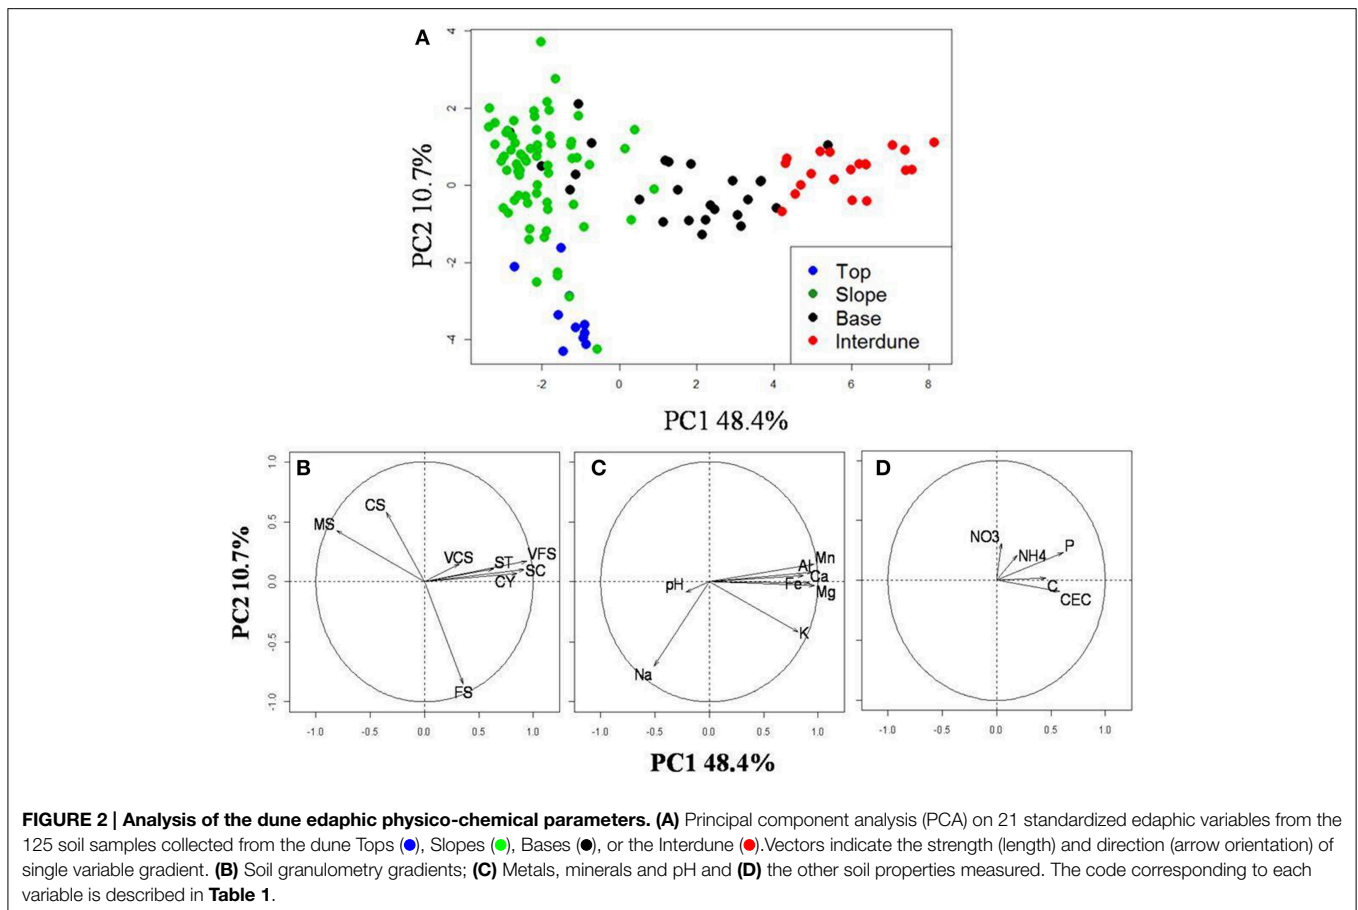 A
4
2
0
-2
-4
PC2 10.7%
-2 0 2 4 6 8
PC1 48.4%
Top
Slope
Base
Interdune
B
1.0
0.5
0.0
-0.5
-1.0
PC2 10.7%
CS
MS
VCS
ST
VFS
SC
CY
FS
-1.0 -0.5 0.0 0.5 1.0
C
Mn
Al
Ca
Fe
Mg
pH
K
Na
-1.0 -0.5 0.0 0.5 1.0
D
NO3
NH4
P
C
CEC
-1.0 -0.5 0.0 0.5 1.0
PC1 48.4%
FIGURE 2 | Analysis of the dune edaphic physico-chemical parameters. (A) Principal component analysis (PCA) on 21 standardized edaphic variables from the
125 soil samples collected from the dune Tops (●), Slopes (●), Bases (●), or the Interdune (●).Vectors indicate the strength (length) and direction (arrow orientation) of
single variable gradient. (B) Soil granulometry gradients; (C) Metals, minerals and pH and (D) the other soil properties measured. The code corresponding to each
variable is described in Table 1.